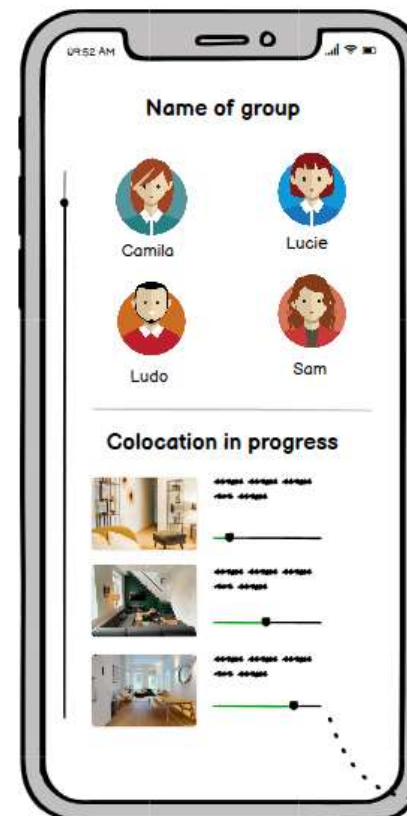 09:52 AM
Name of group
Camila
Lucie
Ludo
Sam
Colocation in progress